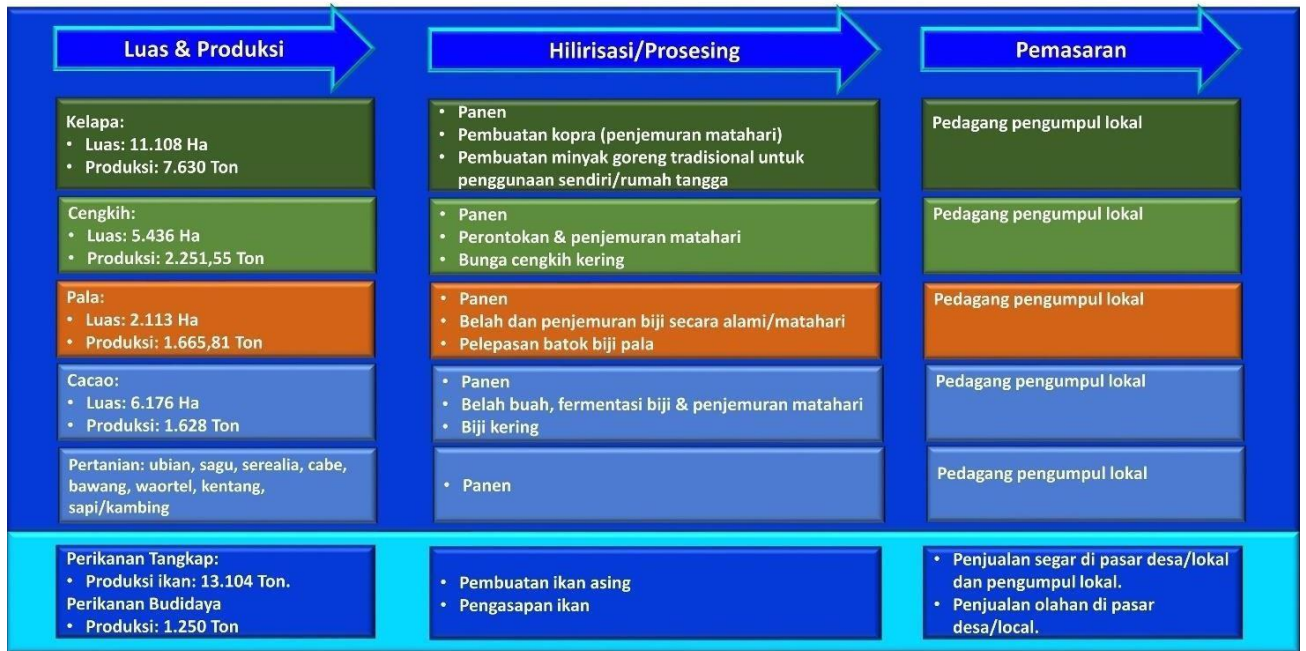 Luas & Produksi
Hilirisasi/Prosesing
Pemasaran
Kelapa:
• Luas: 11.108 Ha
• Produksi: 7.630 Ton
• Panen
• Pembuatan kopra (penjemuran matahari)
• Pembuatan minyak goreng tradisional untuk
penggunaan sendiri/rumah tangga
Pedagang pengumpul lokal
Cengkih:
• Luas: 5.436 Ha
• Produksi: 2.251,55 Ton
• Panen
• Perontokan & penjemuran matahari
• Bunga cengkih kering
Pedagang pengumpul lokal
Pala:
• Luas: 2.113 Ha
• Produksi: 1.665,81 Ton
• Panen
• Belah dan penjemuran biji secara alami/matahari
• Pelepasan batok biji pala
Pedagang pengumpul lokal
Cacao:
• Luas: 6.176 Ha
• Produksi: 1.628 Ton
• Panen
• Belah buah, fermentasi biji & penjemuran matahari
• Biji kering
Pedagang pengumpul lokal
Pertanian: ubian, sagu, serealia, cabe,
bawang, waortel, kentang,
sapi/kambing
• Panen
Pedagang pengumpul lokal
Perikanan Tangkap:
• Produksi ikan: 13.104 Ton.
Perikanan Budidaya
• Produksi: 1.250 Ton
• Pembuatan ikan asing
• Pengasapan ikan
• Penjualan segar di pasar desa/lokal
dan pengumpul lokal.
• Penjualan olahan di pasar
desa/local.